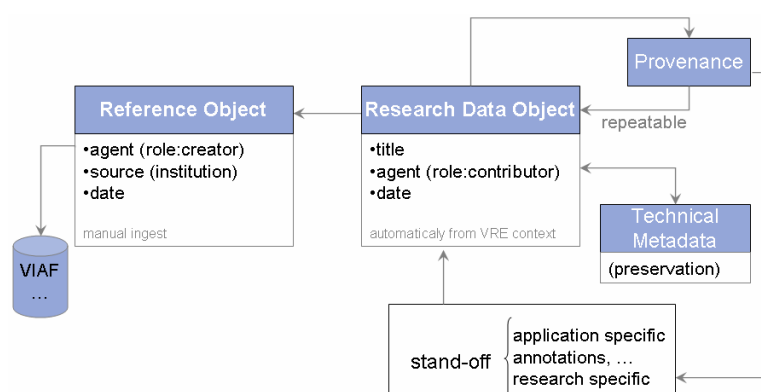 Provenance
Reference Object
Research Data Object
repeatable
•agent (role:creator)
•source (institution)
•date
manual ingest
•title
•agent (role:contributor)
•date
automaticaly from VRE context
Technical
Metadata
(preservation)
VIAF
...
stand-off
application specific
annotations, ...
research specific